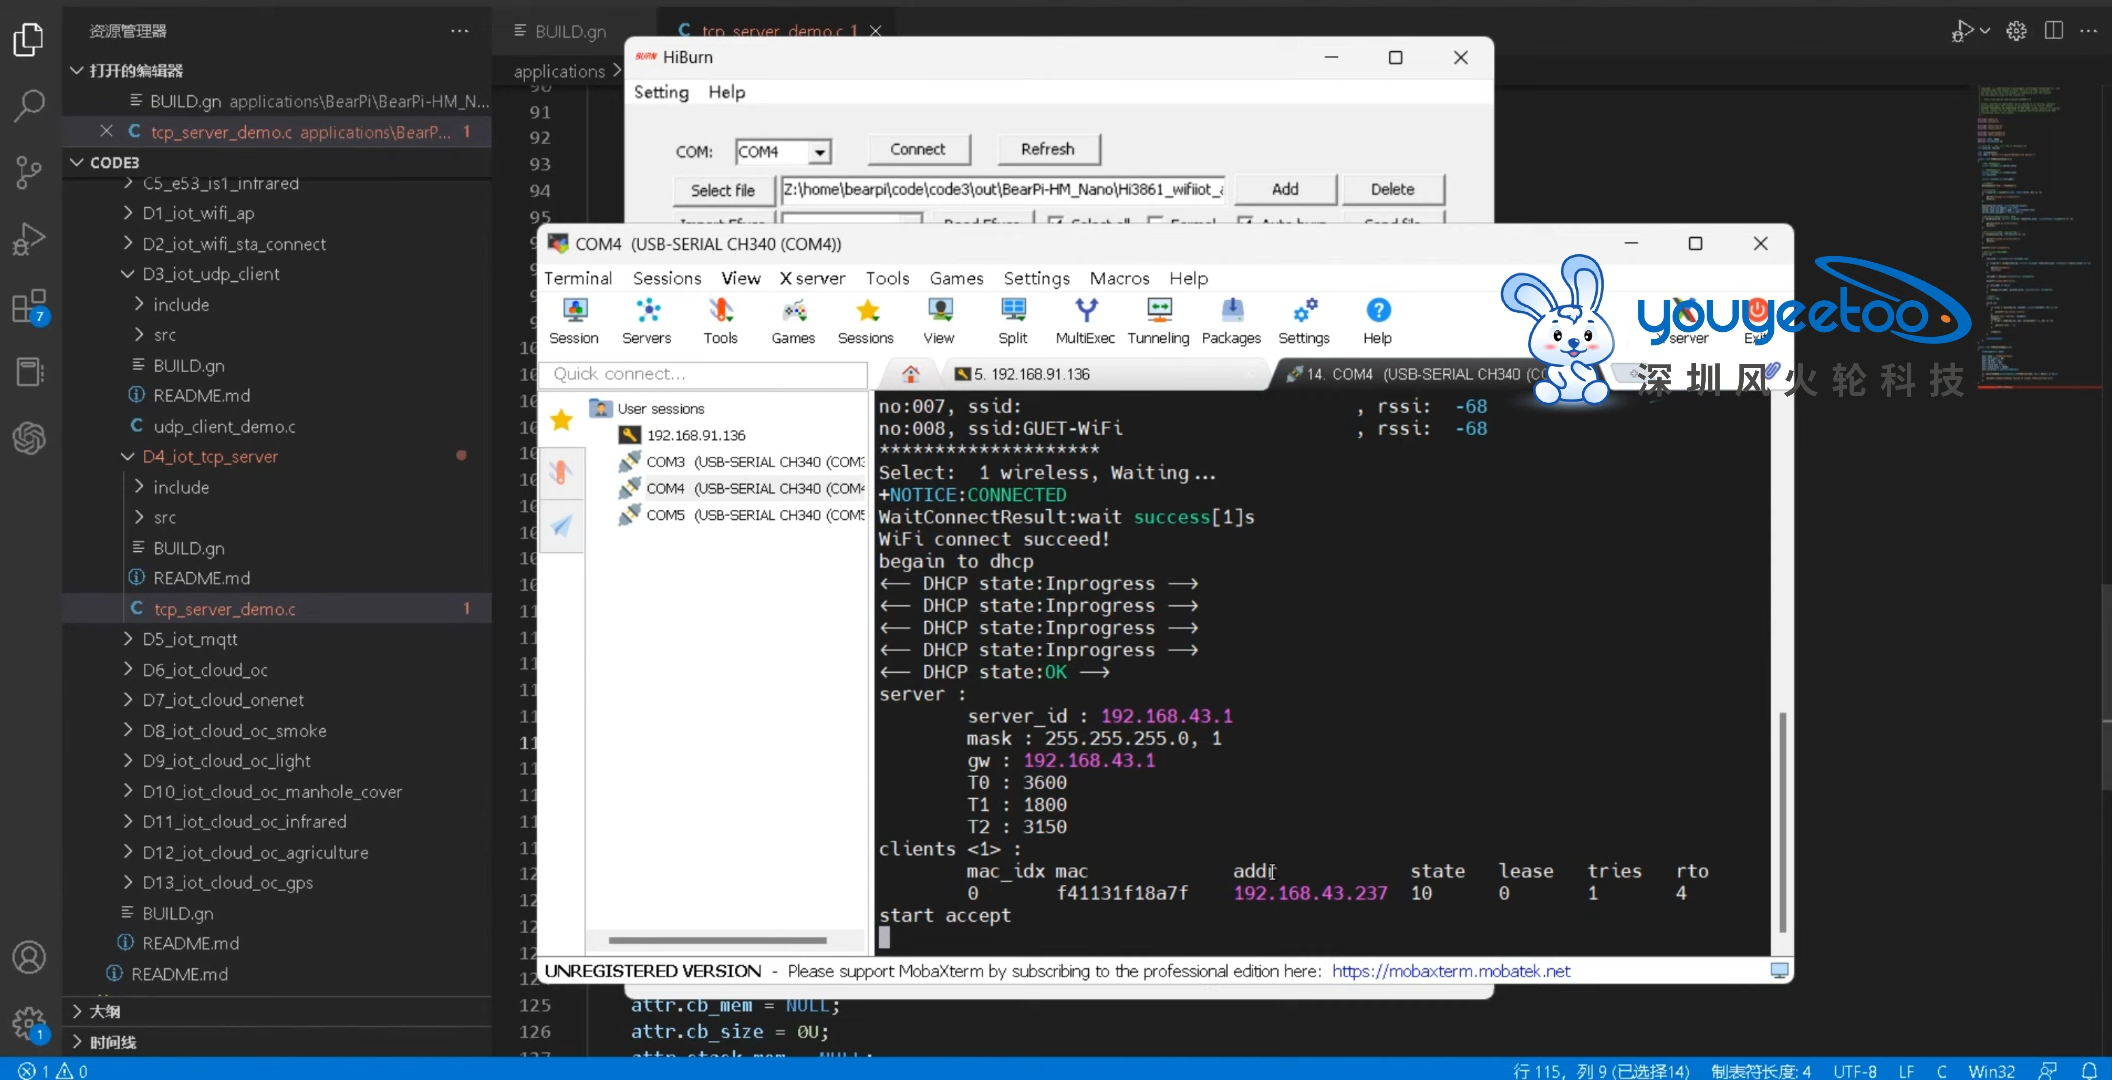 资源管理器
打开的编辑器
BUILD.gn applications\BearPi\BearPi-HM_N...
tcp_server_demo.c applications\BearP... 1
CODE3
C5_e53_is1_infrared
D1_iot_wifi_ap
D2_iot_wifi_sta_connect
D3_iot_udp_client
include
src
BUILD.gn
README.md
udp_client_demo.c
D4_iot_tcp_server
include
src
BUILD.gn
README.md
tcp_server_demo.c 1
D5_iot_mqtt
D6_iot_cloud_oc
D7_iot_cloud_onenet
D8_iot_cloud_oc_smoke
D9_iot_cloud_oc_light
D10_iot_cloud_oc_manhole_cover
D11_iot_cloud_oc_infrared
D12_iot_cloud_oc_agriculture
D13_iot_cloud_oc_gps
BUILD.gn
README.md
README.md
大纲
时间线
7
1
BUILD.gn
tcp_server_demo.c 1
applications
91
92
93
94
95
HiBurn
Setting Help
COM: COM4 Connect Refresh
Select file Z:\home\bearpi\code\code3\out\BearPi-HM_Nano\Hi3861_wifiiot_a Add Delete
COM4 (USB-SERIAL CH340 (COM4))
Terminal Sessions View X server Tools Games Settings Macros Help
Session Servers Tools Games Sessions View Split MultiExec Tunneling Packages Settings Help server
Quick connect...
5. 192.168.91.136
14. COM4 (USB-SERIAL CH340 (CO
User sessions
192.168.91.136
COM3 (USB-SERIAL CH340 (COM3
COM4 (USB-SERIAL CH340 (COM4
COM5 (USB-SERIAL CH340 (COM5
no:007, ssid: , rssi: -68
no:008, ssid:GUET-WiFi , rssi: -68
********************
Select: 1 wireless, Waiting...
+NOTICE:CONNECTED
WaitConnectResult:wait success[1]s
WiFi connect succeed!
begain to dhcp
<-- DHCP state:Inprogress -->
<-- DHCP state:Inprogress -->
<-- DHCP state:Inprogress -->
<-- DHCP state:Inprogress -->
<-- DHCP state:OK -->
server :
server_id : 192.168.43.1
mask : 255.255.255.0, 1
gw : 192.168.43.1
T0 : 3600
T1 : 1800
T2 : 3150
clients <1> :
mac_idx mac addr state lease tries rto
0 f41131f18a7f 192.168.43.237 10 0 1 4
start accept
UNREGISTERED VERSION - Please support MobaXterm by subscribing to the professional edition here: https://mobaxterm.mobatek.net
125 attr.cb_mem = NULL;
126 attr.cb_size = 0U;
youyeetoo
深圳风火轮科技
1 0
行 115，列 9 (已选择14) 制表符长度: 4 UTF-8 LF C Win32